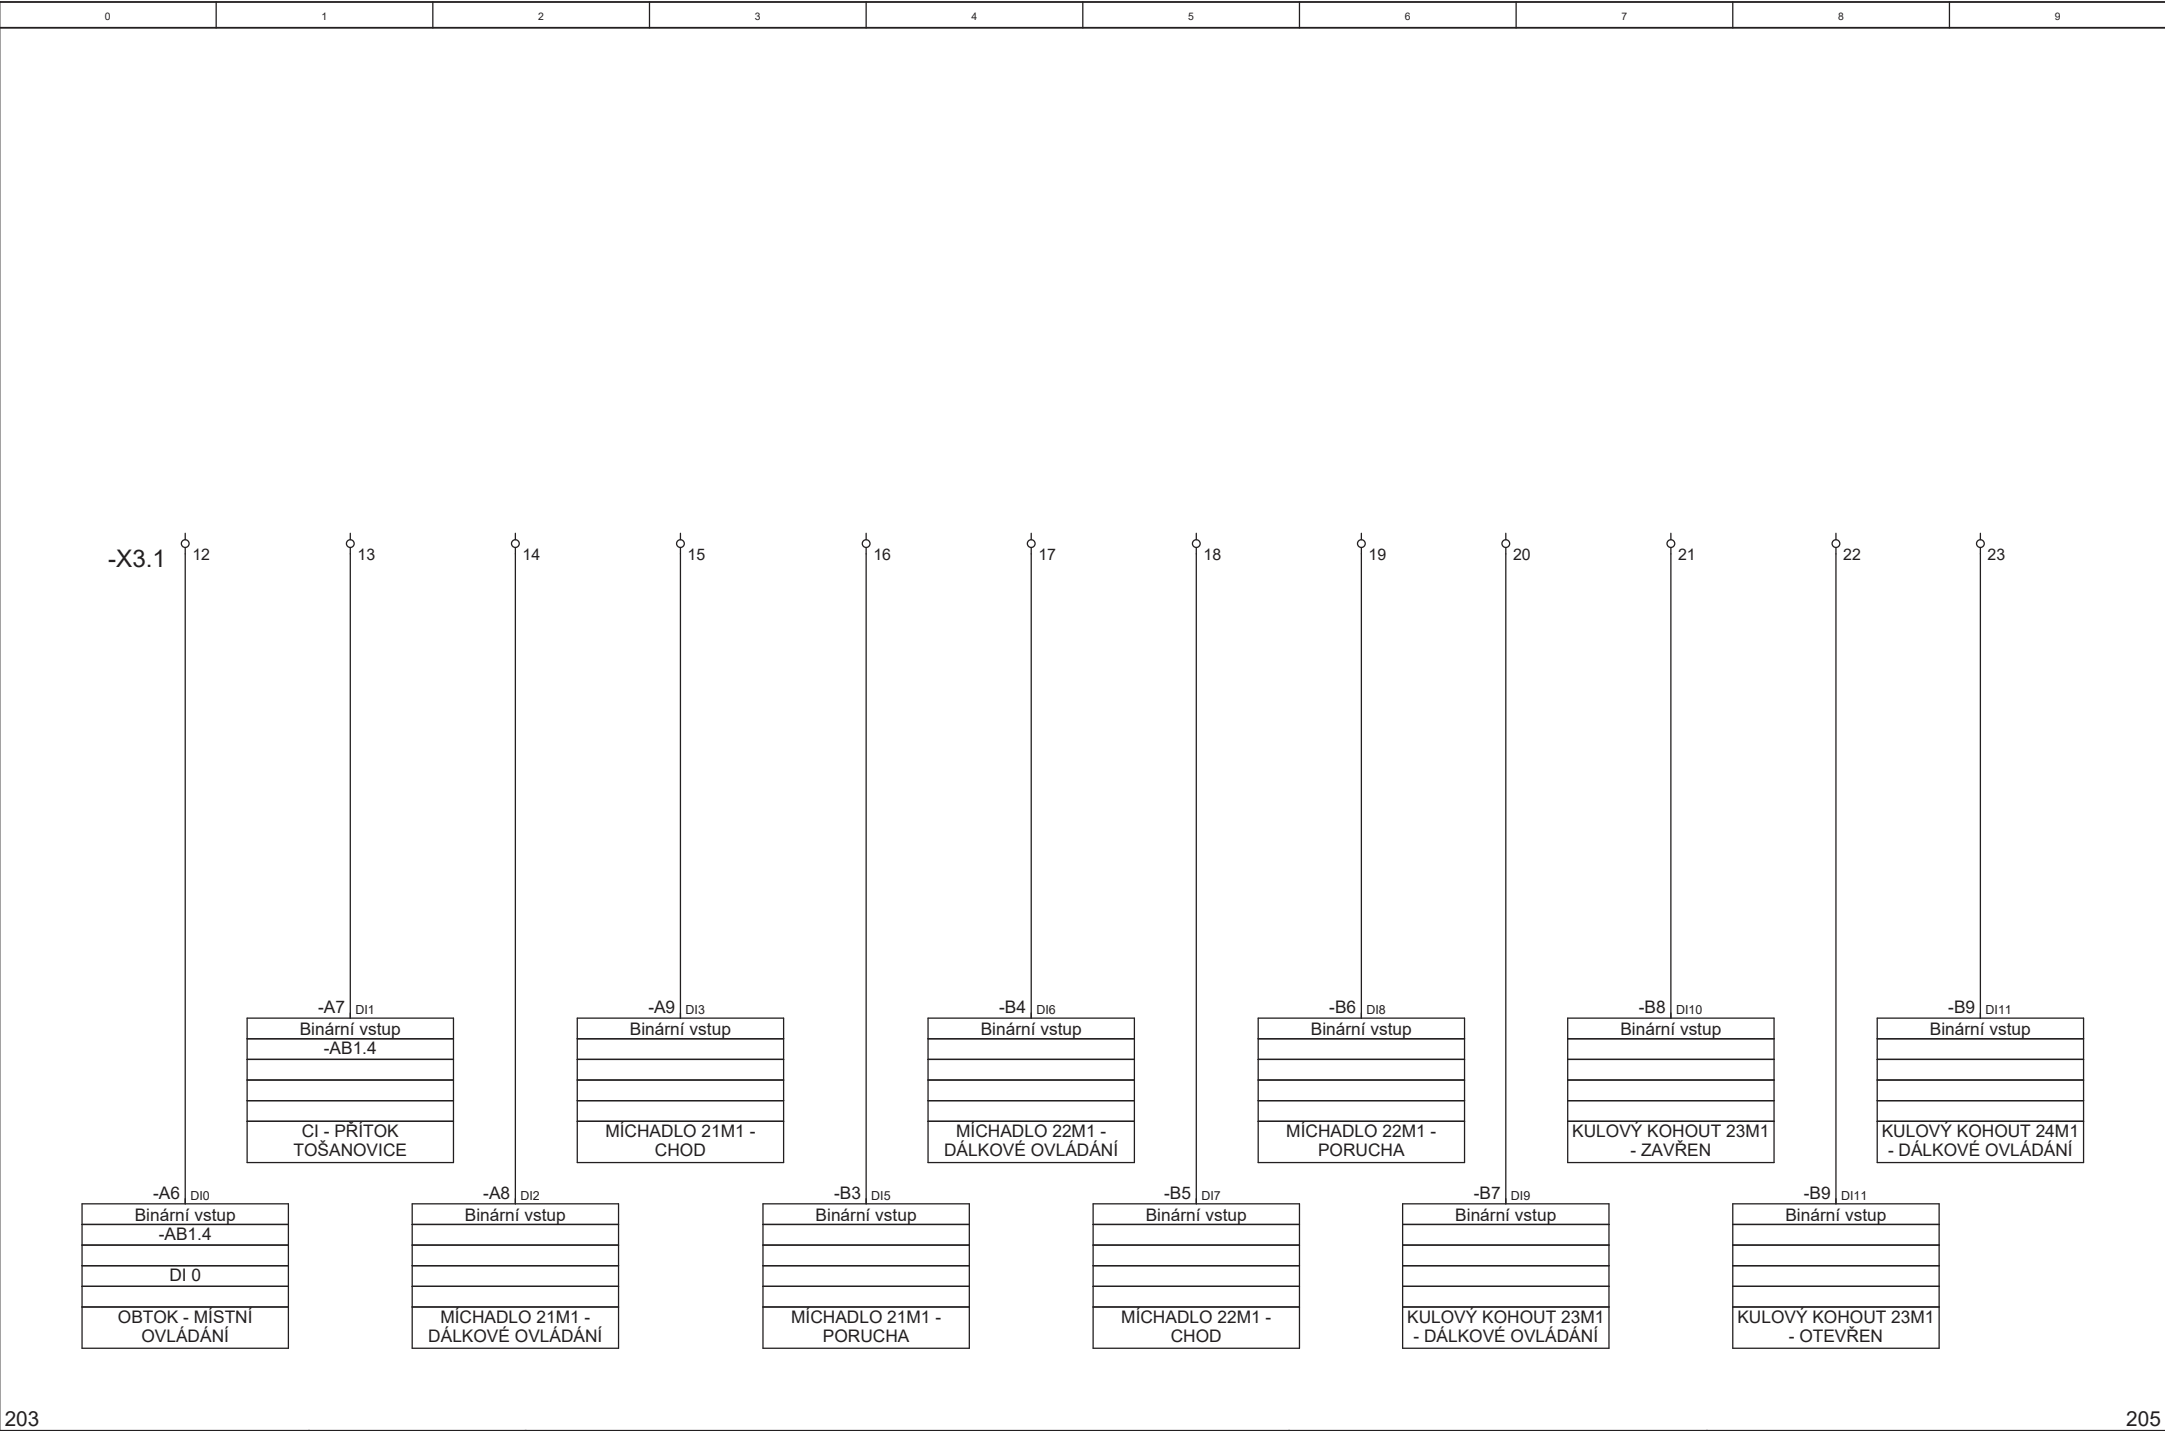 0 1 2 3 4 5 6 7 8 9
-X3.1 12 13 14 15 16 17 18 19 20 21 22 23
-A7 DI1
Binární vstup
-AB1.4
CI - PŘÍTOK
TOŠANOVICE
-A9 DI3
Binární vstup
MÍCHADLO 21M1 -
CHOD
-B4 DI6
Binární vstup
MÍCHADLO 22M1 -
DÁLKOVÉ OVLÁDÁNÍ
-B6 DI8
Binární vstup
MÍCHADLO 22M1 -
PORUCHA
-B8 DI10
Binární vstup
KULOVÝ KOHOUT 23M1
- ZAVŘEN
-B9 DI11
Binární vstup
KULOVÝ KOHOUT 24M1
- DÁLKOVÉ OVLÁDÁNÍ
-A6 DI0
Binární vstup
-AB1.4
DI 0
OBTOK - MÍSTNÍ
OVLÁDÁNÍ
-A8 DI2
Binární vstup
MÍCHADLO 21M1 -
DÁLKOVÉ OVLÁDÁNÍ
-B3 DI5
Binární vstup
MÍCHADLO 21M1 -
PORUCHA
-B5 DI7
Binární vstup
MÍCHADLO 22M1 -
CHOD
-B7 DI9
Binární vstup
KULOVÝ KOHOUT 23M1
- DÁLKOVÉ OVLÁDÁNÍ
-B9 DI11
Binární vstup
KULOVÝ KOHOUT 23M1
- OTEVŘEN
203
205